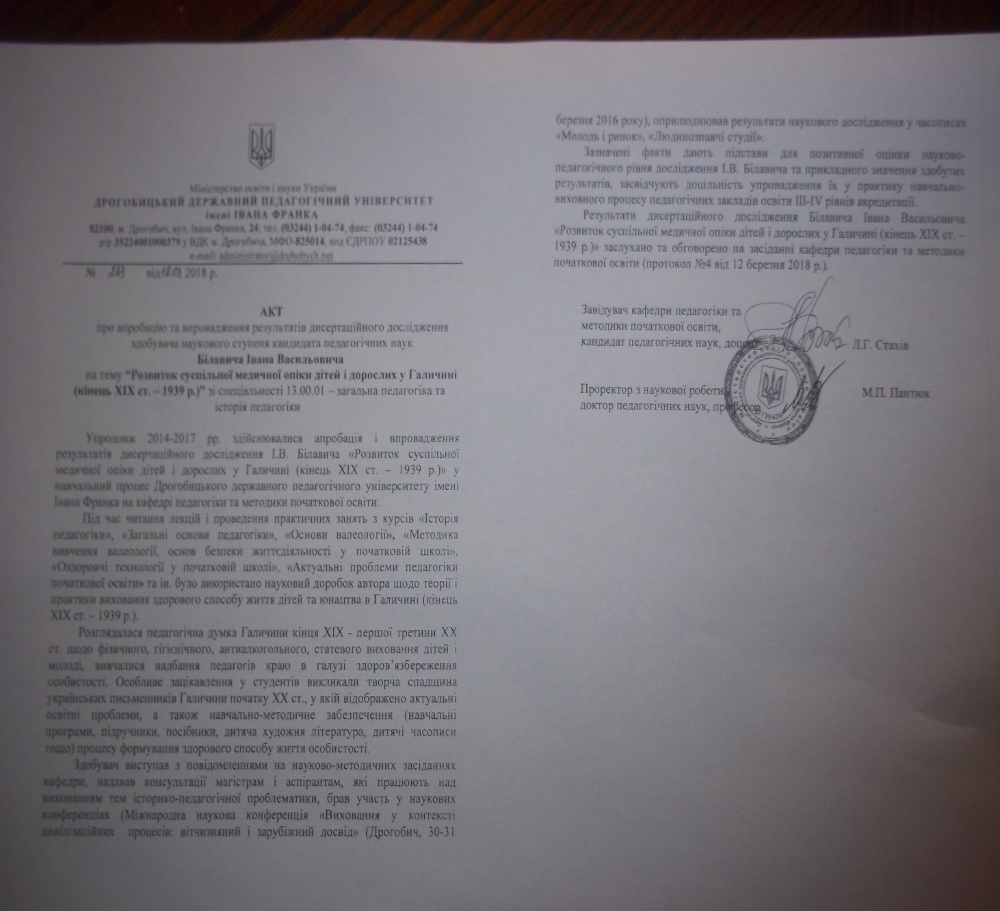 Міністерство освіти і науки України
ДРОГОБИЦЬКИЙ ДЕРЖАВНИЙ ПЕДАГОГІЧНИЙ УНІВЕРСИТЕТ
імені ІВАНА ФРАНКА
82100, м. Дрогобич, вул. Івана Франка, 24; тел. (03244) 1-04-74, факс: (03244) 1-04-74
р/р 35224001000379 у ВДК м. Дрогобича, МФО-825014, код ЄДРПОУ 02125438
e-mail: administrator@drohobych.net
№ від 2018 р.
АКТ
про апробацію та впровадження результатів дисертаційного дослідження
здобувача наукового ступеня кандидата педагогічних наук
Білавича Івана Васильовича
на тему “Розвиток суспільної медичної опіки дітей і дорослих у Галичині
(кінець ХІХ ст. – 1939 р.)” зі спеціальності 13.00.01 – загальна педагогіка та
історія педагогіки
Упродовж 2014-2017 рр. здійснювалися апробація і впровадження
результатів дисертаційного дослідження І.В. Білавича «Розвиток суспільної
медичної опіки дітей і дорослих у Галичині (кінець ХІХ ст. – 1939 р.)» у
навчальний процес Дрогобицького державного педагогічного університету імені
Івана Франка на кафедрі педагогіки та методики початкової освіти.
Під час читання лекцій і проведення практичних занять з курсів «Історія
педагогіки», «Загальні основи педагогіки», «Основи валеології», «Методика
вивчення валеології, основ безпеки життєдіяльності у початковій школі»,
«Оздоровчі технології у початковій школі», «Актуальні проблеми педагогіки
початкової освіти» та ін. було використано науковий доробок автора щодо теорії і
практики виховання здорового способу життя дітей та юнацтва в Галичині (кінець
ХІХ ст. – 1939 р.).
Розглядалася педагогічна думка Галичини кінця ХІХ - першої третини ХХ
ст. щодо фізичного, гігієнічного, антиалкогольного, статевого виховання дітей і
молоді, вивчалися надбання педагогів краю в галузі здоров’язбереження
особистості. Особливе зацікавлення у студентів викликали творча спадщина
українських письменників Галичини початку ХХ ст., у якій відображено актуальні
освітні проблеми, а також навчально-методичне забезпечення (навчальні
програми, підручники, посібники, дитяча художня література, дитячі часописи
тощо) процесу формування здорового способу життя особистості.
Здобувач виступав з повідомленнями на науково-методичних засіданнях
кафедри, надавав консультації магістрам і аспірантам, які працюють над
виконанням тем історико-педагогічної проблематики, брав участь у наукових
конференціях (Міжнародна наукова конференція «Виховання у контексті
цивілізаційних процесів: вітчизняний і зарубіжний досвід» (Дрогобич, 30-31
березня 2016 року), оприлюднював результати наукового дослідження у часописах
«Молодь і ринок», «Людинознавчі студії».
Зазначені факти дають підстави для позитивної оцінки науково-
педагогічного рівня дослідження І.В. Білавича та прикладного значення здобутих
результатів, засвідчують доцільність упровадження їх у практику навчально-
виховного процесу педагогічних закладів освіти ІІІ-IV рівнів акредитації.
Результати дисертаційного дослідження Білавича Івана Васильовича
«Розвиток суспільної медичної опіки дітей і дорослих у Галичині (кінець ХІХ ст. –
1939 р.)» заслухано та обговорено на засіданні кафедри педагогіки та методики
початкової освіти (протокол №4 від 12 березня 2018 р.).
Завідувач кафедри педагогіки та
методики початкової освіти,
кандидат педагогічних наук, доцент Л.Г. Стахів
Проректор з наукової роботи
доктор педагогічних наук, професор М.П. Пантюк